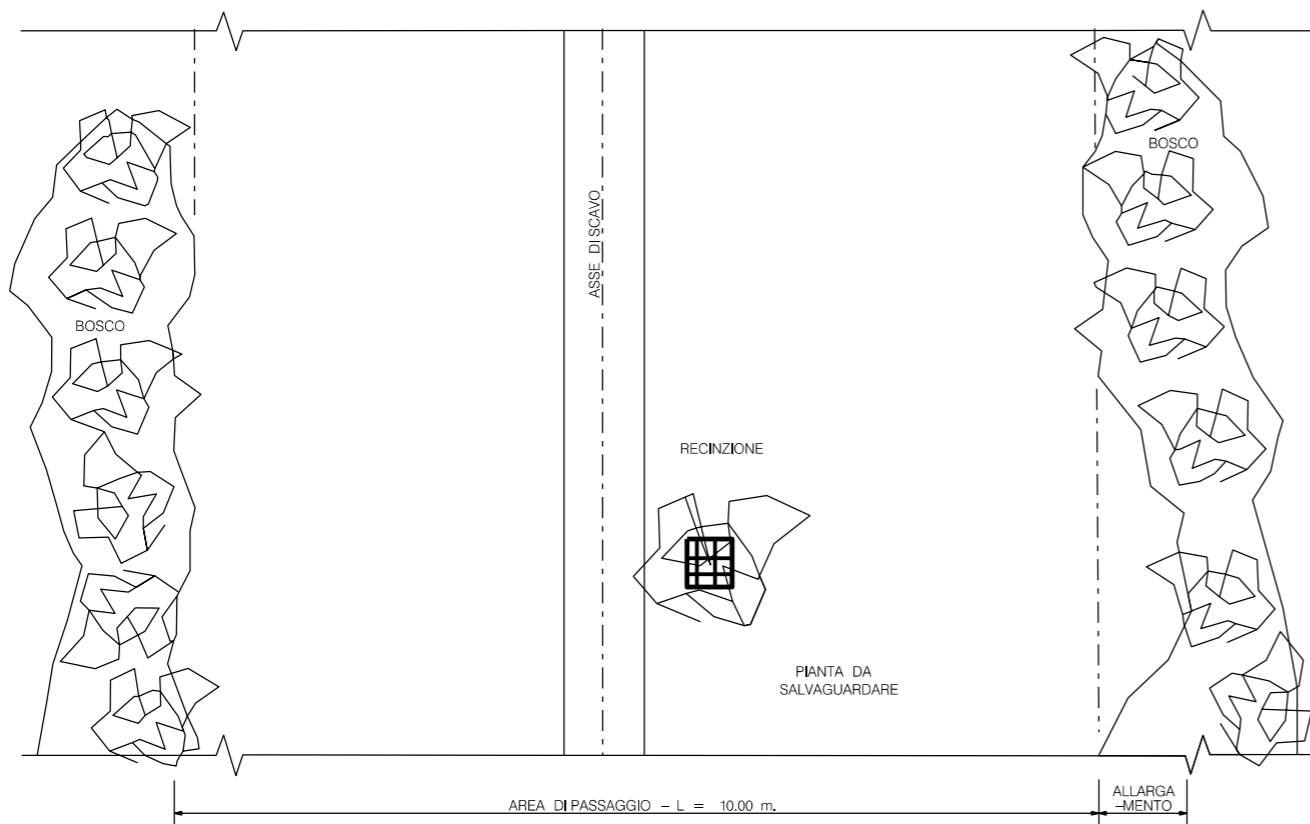 BOSCO
ASSE DI SCAVO
BOSCO
RECINZIONE
PIANTA DA
SALVAGUARDARE
AREA DI PASSAGGIO - L = 10.00 m.
ALLARGA
-MENTO